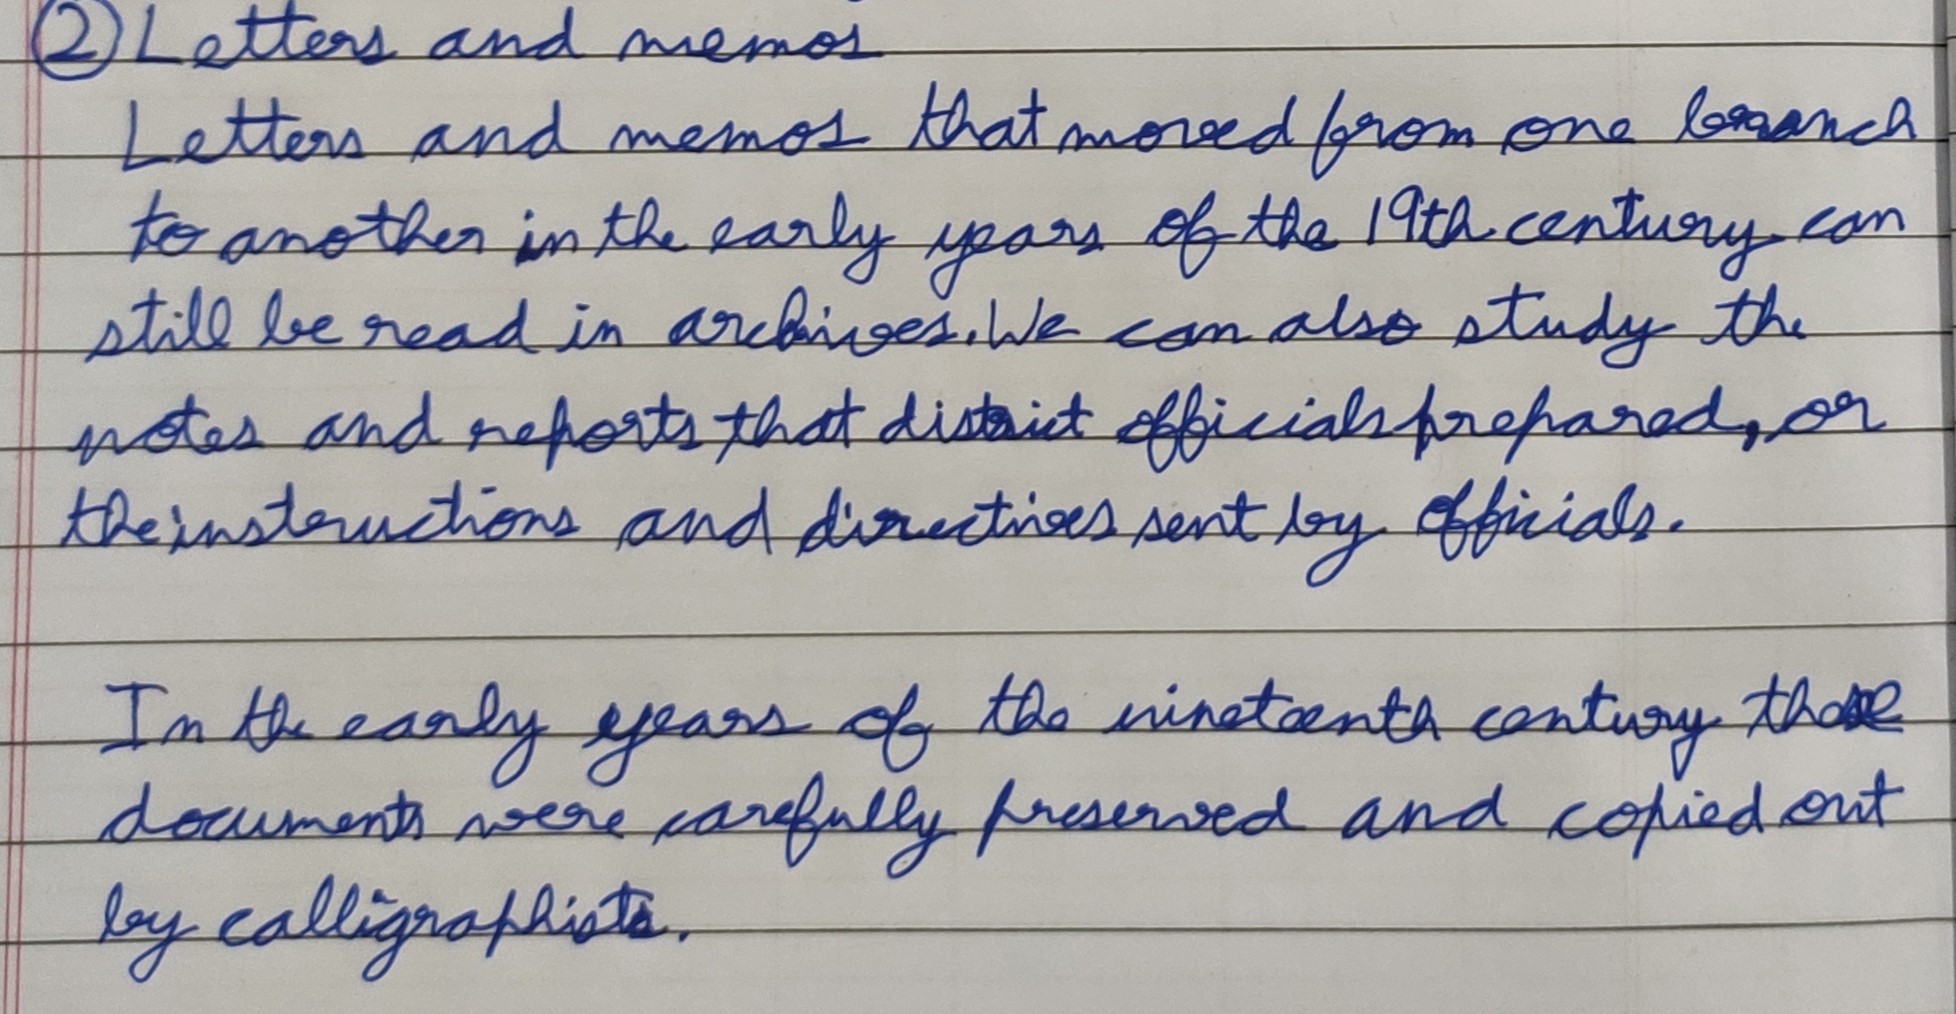 ② Letters and memos
Letters and memos that moved from one branch
to another in the early years of the 19th century can
still be read in archives. We can also study the
notes and reports that district officials prepared, or
the instructions and directives sent by officials.
In the early years of the nineteenth century these
documents were carefully preserved and copied out
by calligraphists.